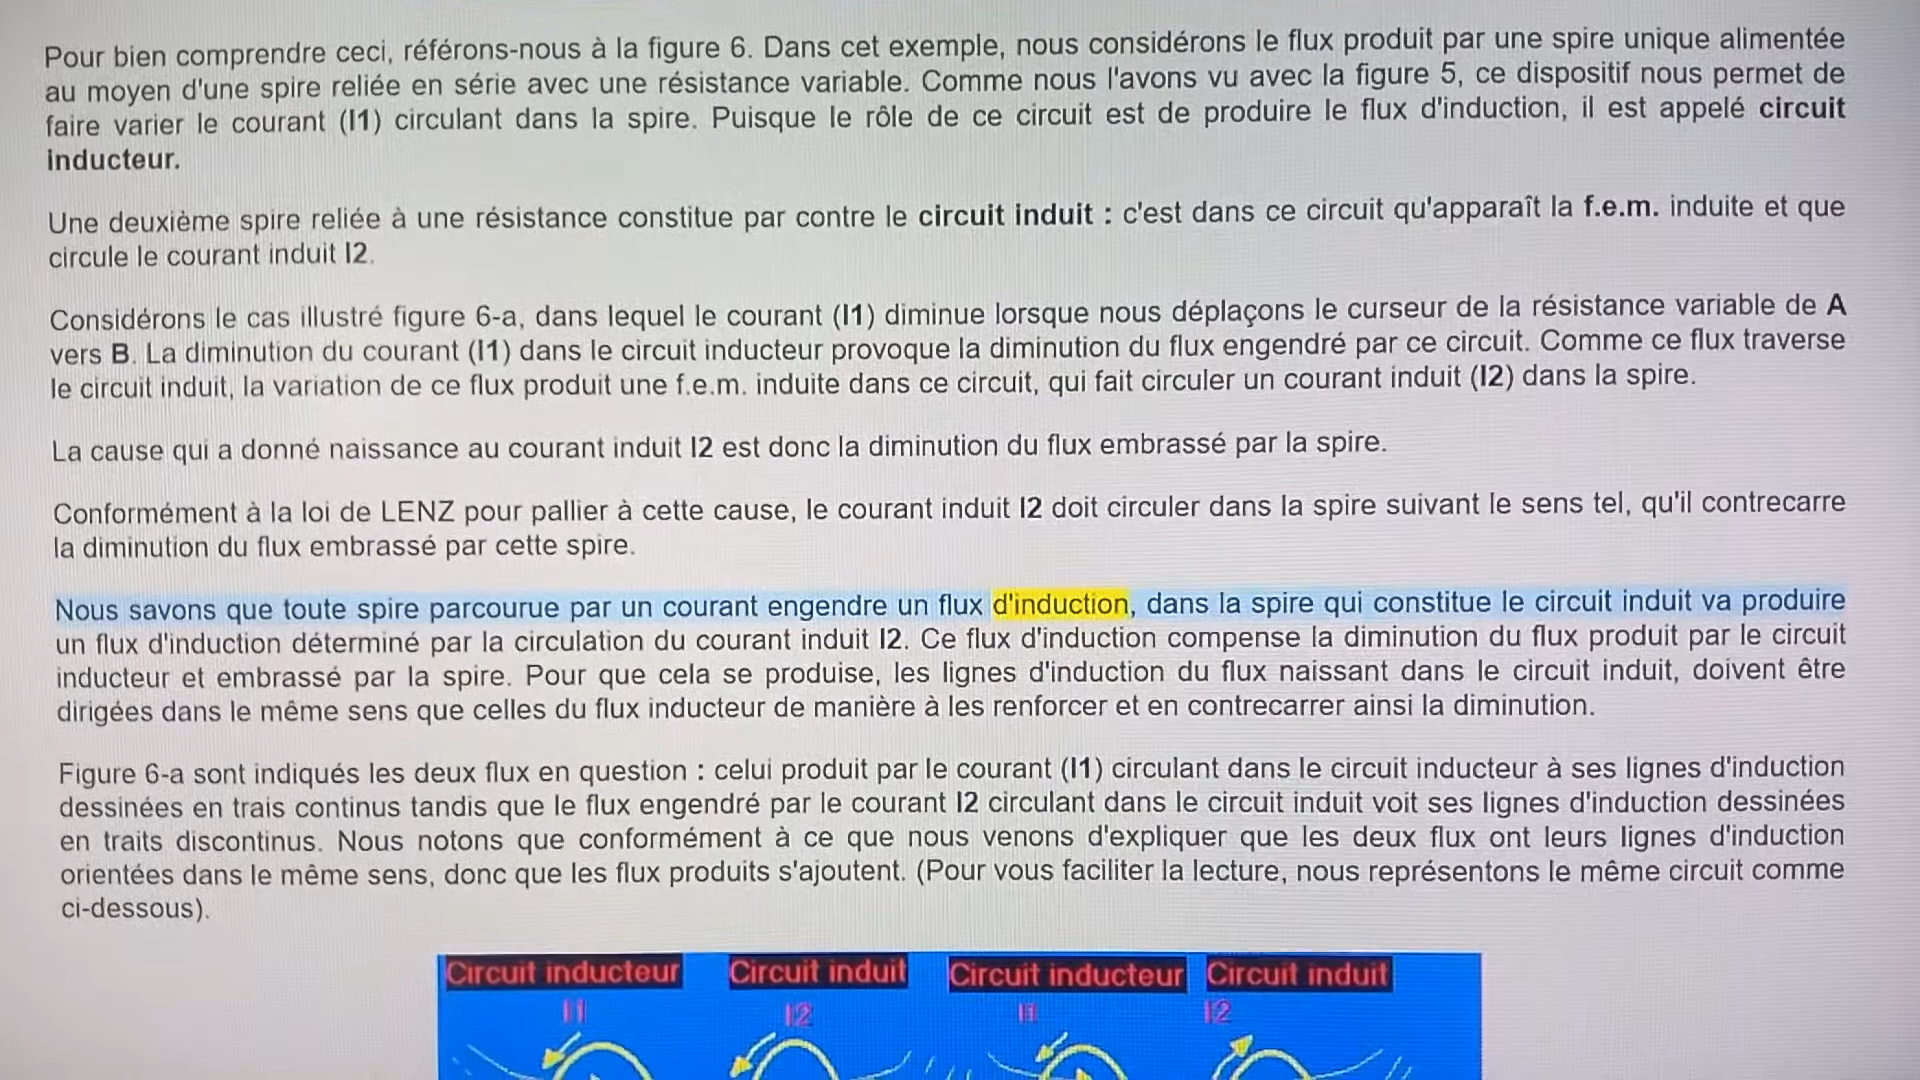 Pour bien comprendre ceci, référons-nous à la figure 6. Dans cet exemple, nous considérons le flux produit par une spire unique alimentée
au moyen d'une spire reliée en série avec une résistance variable. Comme nous l'avons vu avec la figure 5, ce dispositif nous permet de
faire varier le courant (I1) circulant dans la spire. Puisque le rôle de ce circuit est de produire le flux d'induction, il est appelé circuit
inducteur.
Une deuxième spire reliée à une résistance constitue par contre le circuit induit : c'est dans ce circuit qu'apparaît la f.e.m. induite et que
circule le courant induit I2.
Considérons le cas illustré figure 6-a, dans lequel le courant (I1) diminue lorsque nous déplaçons le curseur de la résistance variable de A
vers B. La diminution du courant (I1) dans le circuit inducteur provoque la diminution du flux engendré par ce circuit. Comme ce flux traverse
le circuit induit, la variation de ce flux produit une f.e.m. induite dans ce circuit, qui fait circuler un courant induit (I2) dans la spire.
La cause qui a donné naissance au courant induit I2 est donc la diminution du flux embrassé par la spire.
Conformément à la loi de LENZ pour pallier à cette cause, le courant induit I2 doit circuler dans la spire suivant le sens tel, qu'il contrecarre
la diminution du flux embrassé par cette spire.
Nous savons que toute spire parcourue par un courant engendre un flux d'induction, dans la spire qui constitue le circuit induit va produire
un flux d'induction déterminé par la circulation du courant induit I2. Ce flux d'induction compense la diminution du flux produit par le circuit
inducteur et embrassé par la spire. Pour que cela se produise, les lignes d'induction du flux naissant dans le circuit induit, doivent être
dirigées dans le même sens que celles du flux inducteur de manière à les renforcer et en contrecarrer ainsi la diminution.
Figure 6-a sont indiqués les deux flux en question : celui produit par le courant (I1) circulant dans le circuit inducteur à ses lignes d'induction
dessinées en trais continus tandis que le flux engendré par le courant I2 circulant dans le circuit induit voit ses lignes d'induction dessinées
en traits discontinus. Nous notons que conformément à ce que nous venons d'expliquer que les deux flux ont leurs lignes d'induction
orientées dans le même sens, donc que les flux produits s'ajoutent. (Pour vous faciliter la lecture, nous représentons le même circuit comme
ci-dessous).
Circuit inducteur Circuit induit Circuit inducteur Circuit induit
I1 I2 I1 I2